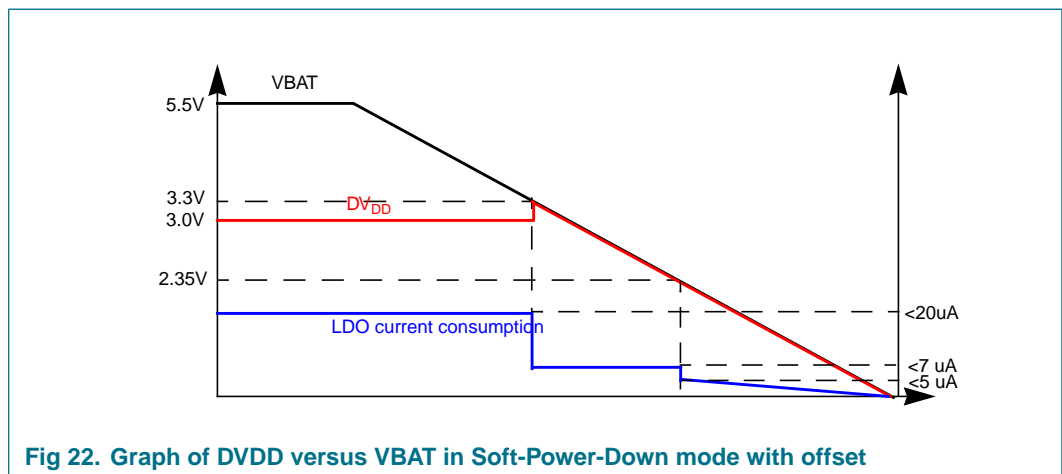 VBAT
5.5V
3.3V
DVDD
3.0V
2.35V
LDO current consumption
<20uA
<7 uA
<5 uA
Fig 22. Graph of DVDD versus VBAT in Soft-Power-Down mode with offset